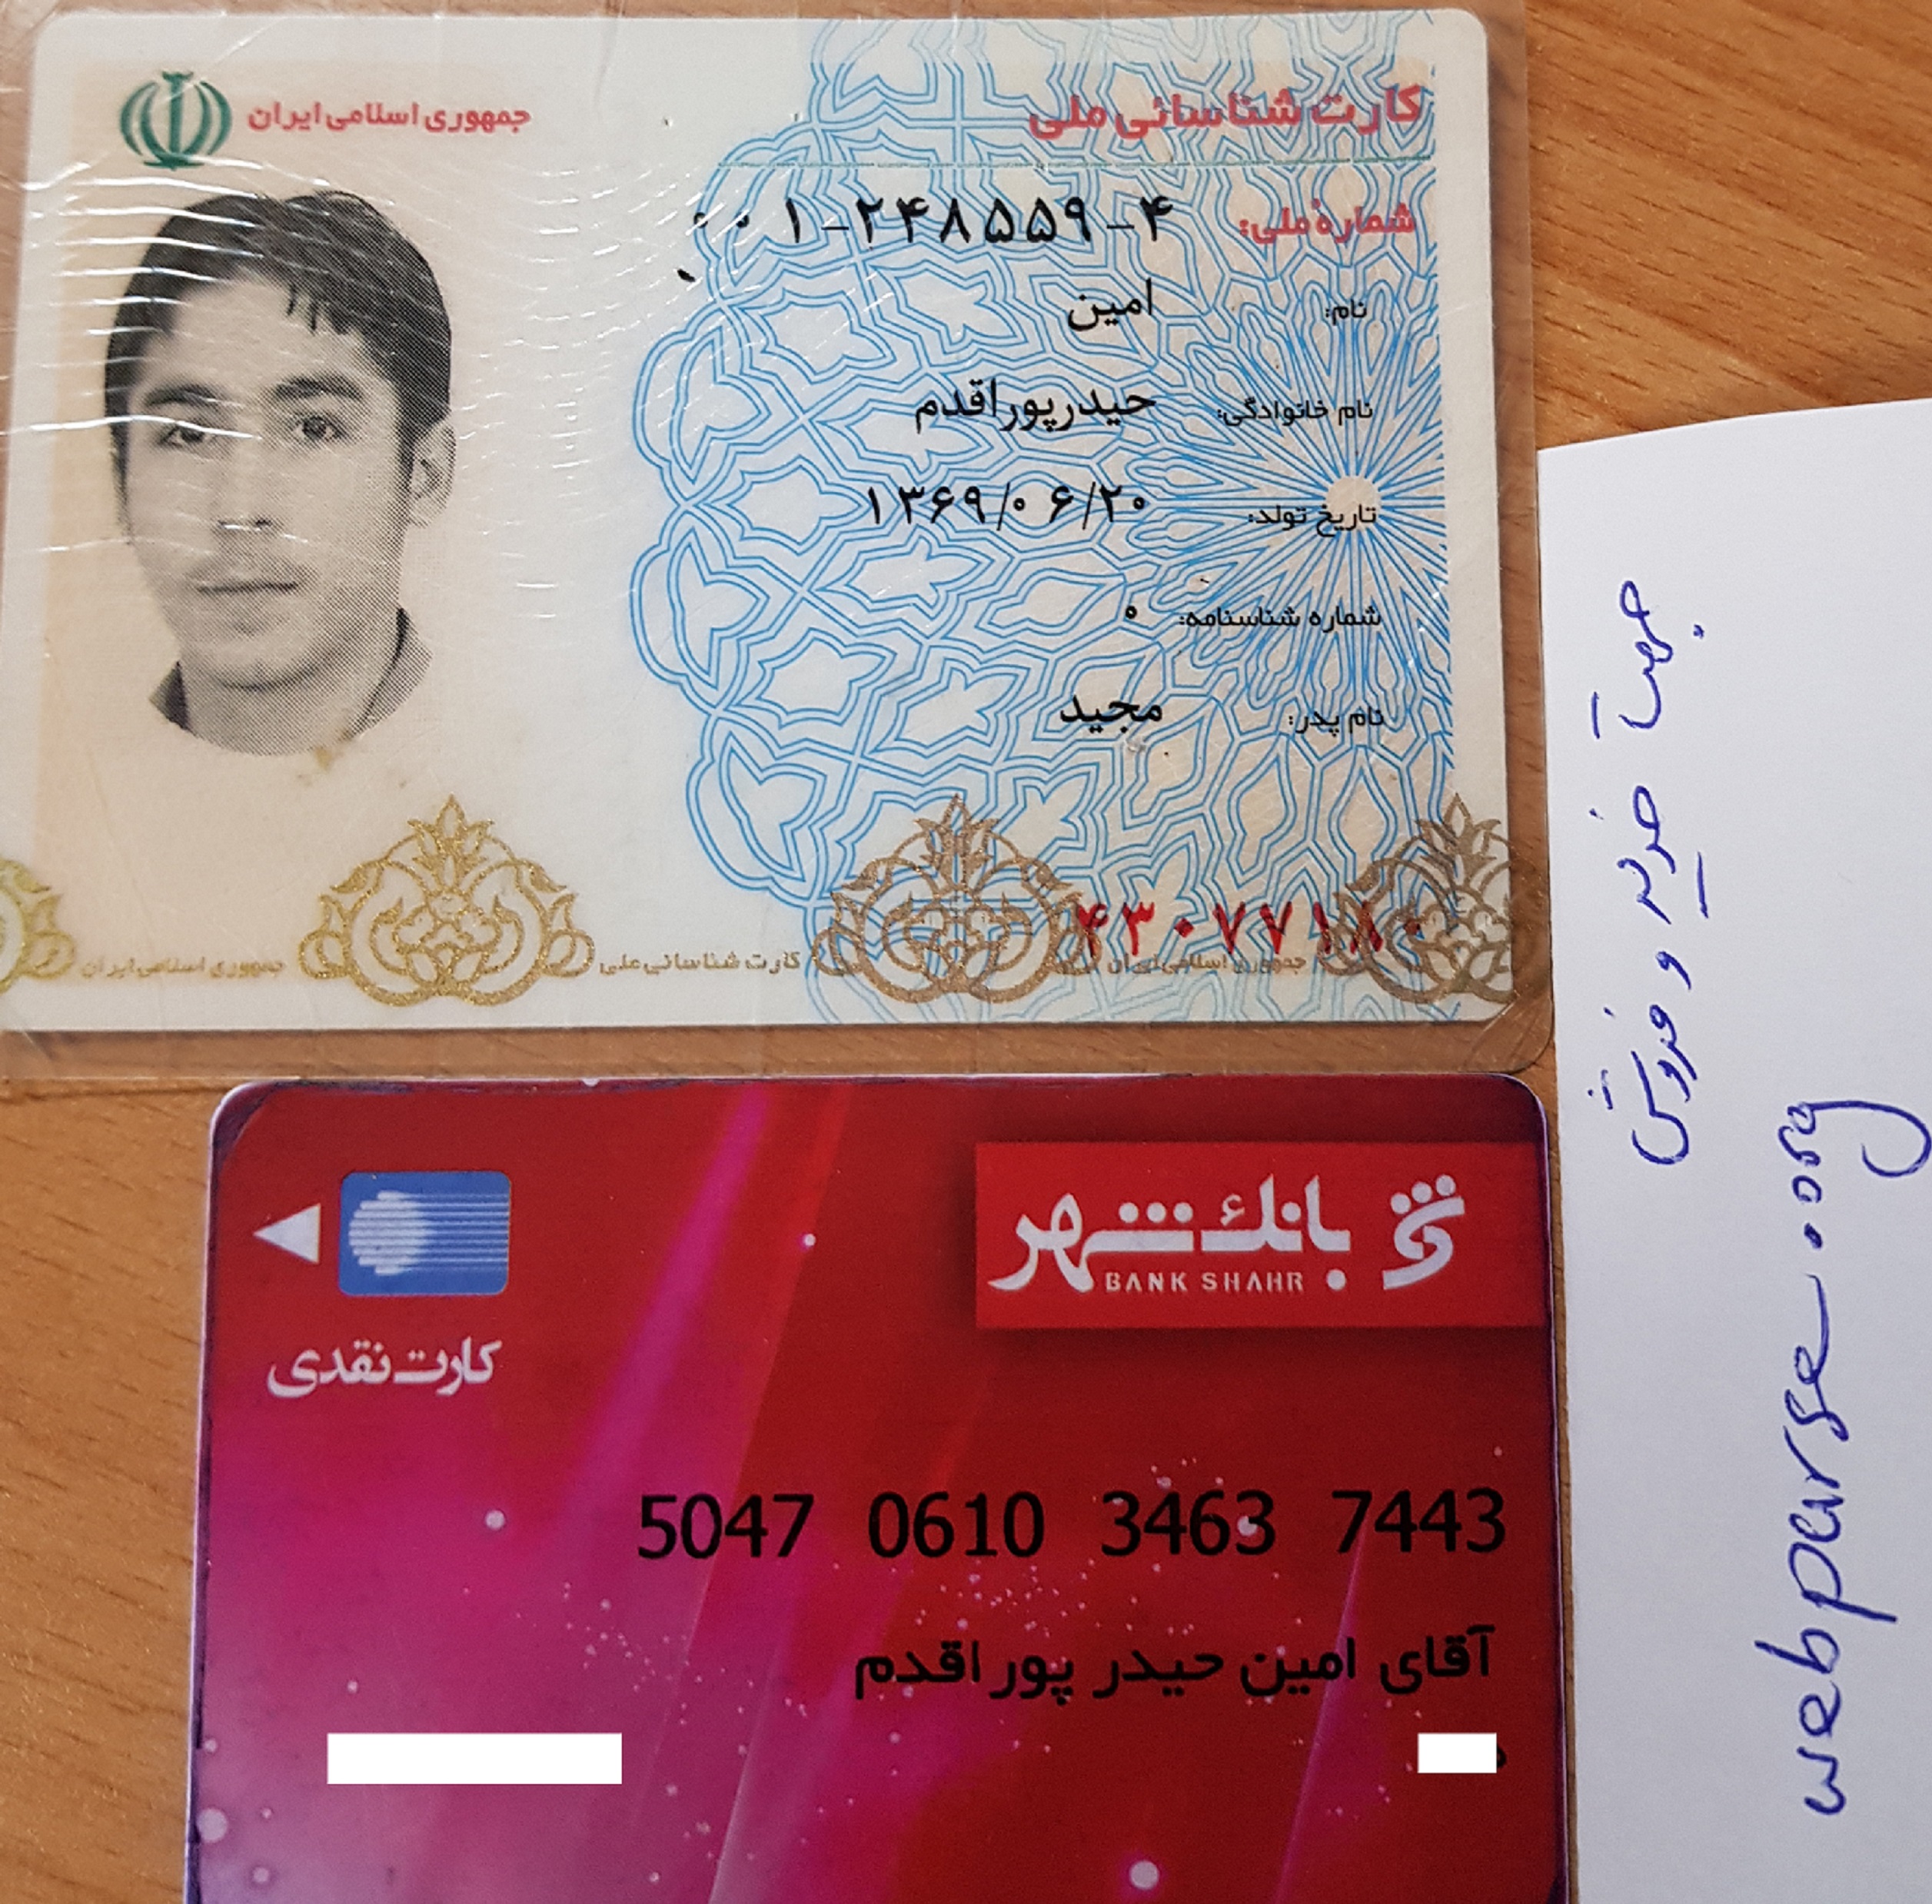 جمهوری اسلامی ایران
کارت شناسائی ملی
شماره ملی: ۰۰۱-۲۴۸۵۵۹-۴
نام: امین
نام خانوادگی: حیدرپوراقدم
تاریخ تولد: ۱۳۶۹/۰۶/۲۰
شماره شناسنامه: ۰
نام پدر: مجید
۴۳۰۷۷۱۸۰
جمهوری اسلامی ایران کارت شناسائی ملی جمهوری اسلامی ایران
بانک شهر
BANK SHAHR
کارت نقدی
5047 0610 3463 7443
آقای امین حیدر پور اقدم
جهت خرید و فروش
webpurse.org